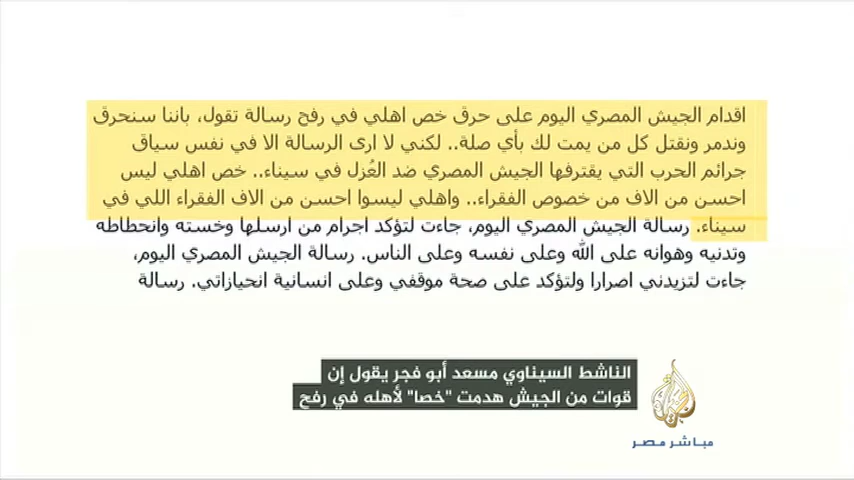 اقدام الجيش المصري اليوم على حرق خص اهلي في رفح رسالة تقول، باننا سنحرق
وندمر ونقتل كل من يمت لك بأي صلة.. لكني لا ارى الرسالة الا في نفس سياق
جرائم الحرب التي يقترفها الجيش المصري ضد العُزل في سيناء.. خص اهلي ليس
احسن من الاف من خصوص الفقراء.. واهلي ليسوا احسن من الاف الفقراء اللي في
سيناء. رسالة الجيش المصري اليوم، جاءت لتؤكد اجرام من ارسلها وخسته وانحطاطه
وتدنيه وهوانه على الله وعلى نفسه وعلى الناس. رسالة الجيش المصري اليوم،
جاءت لتزيدني اصرارا ولتؤكد على صحة موقفي وعلى انسانية انحيازاتي. رسالة
الناشط السيناوي مسعد أبو فجر يقول إن
قوات من الجيش هدمت "خصا" لأهله في رفح
الجزيرة
مباشر مصر